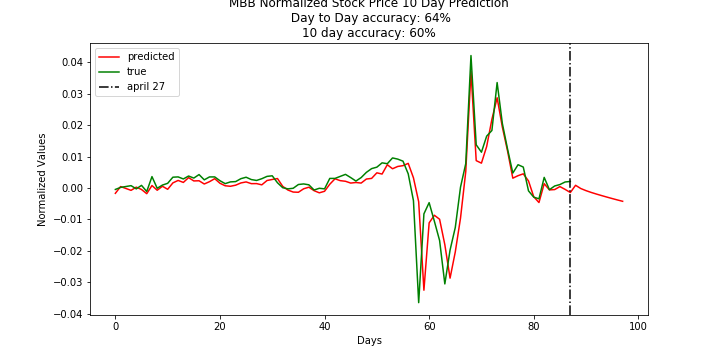 MBB Normalized Stock Price 10 Day Prediction
Day to Day accuracy: 64%
10 day accuracy: 60%
predicted
true
april 27
0.04
0.03
0.02
0.01
0.00
−0.01
−0.02
−0.03
−0.04
Normalized Values
0
20
40
60
80
100
Days